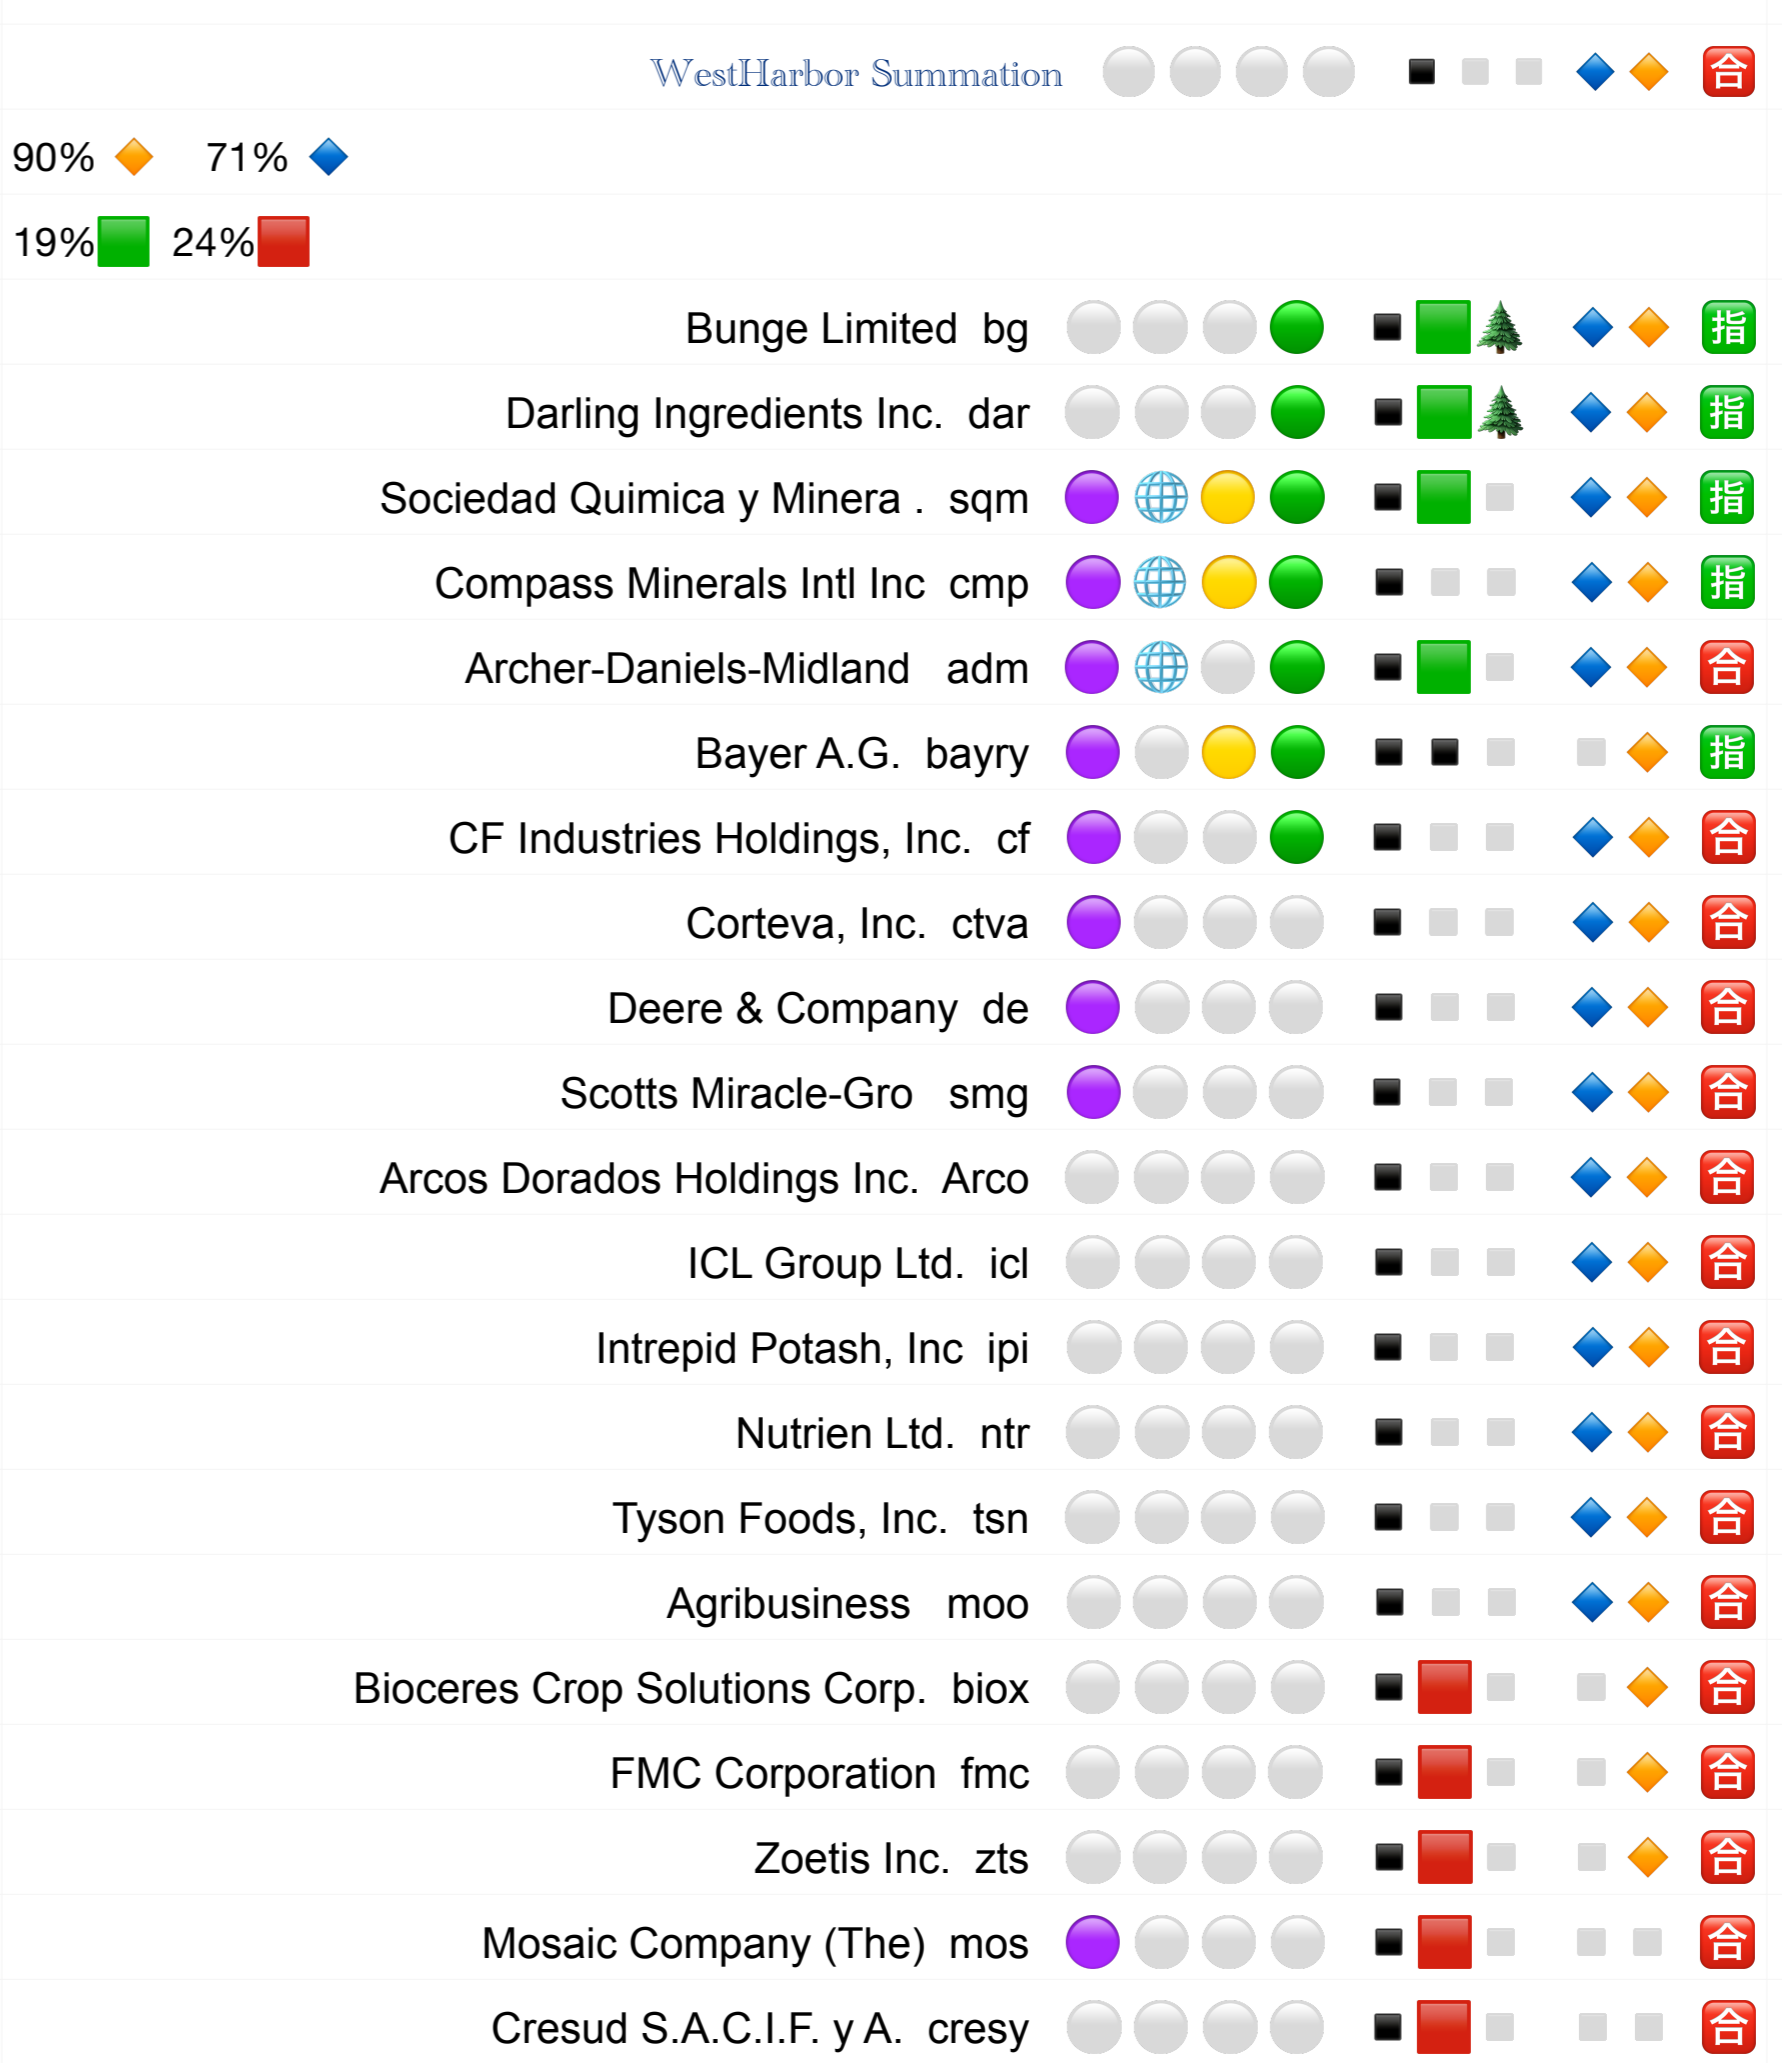 WestHarbor Summation 合
90% 71%
19% 24%
Bunge Limited bg 指
Darling Ingredients Inc. dar 指
Sociedad Quimica y Minera . sqm 指
Compass Minerals Intl Inc cmp 指
Archer-Daniels-Midland adm 合
Bayer A.G. bayry 指
CF Industries Holdings, Inc. cf 合
Corteva, Inc. ctva 合
Deere & Company de 合
Scotts Miracle-Gro smg 合
Arcos Dorados Holdings Inc. Arco 合
ICL Group Ltd. icl 合
Intrepid Potash, Inc ipi 合
Nutrien Ltd. ntr 合
Tyson Foods, Inc. tsn 合
Agribusiness moo 合
Bioceres Crop Solutions Corp. biox 合
FMC Corporation fmc 合
Zoetis Inc. zts 合
Mosaic Company (The) mos 合
Cresud S.A.C.I.F. y A. cresy 合